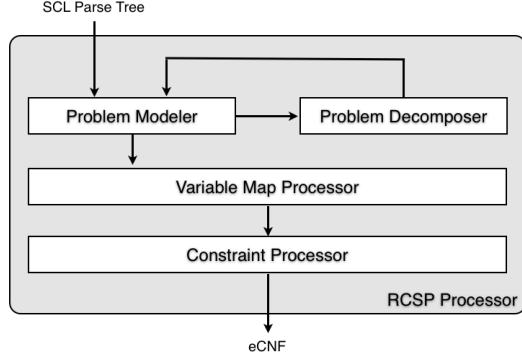 SCL Parse Tree
Problem Modeler
Problem Decomposer
Variable Map Processor
Constraint Processor
RCSP Processor
eCNF